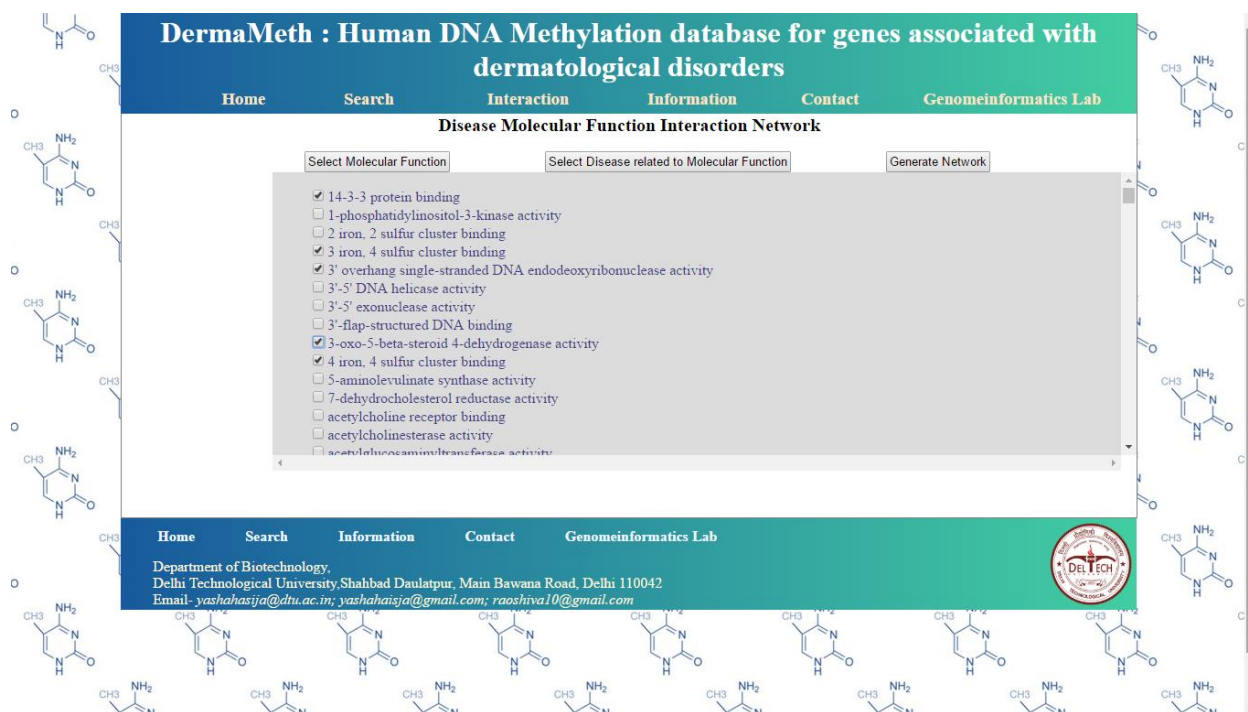 DermaMeth : Human DNA Methylation database for genes associated with
dermatological disorders
Home Search Interaction Information Contact Genomeinformatics Lab
Disease Molecular Function Interaction Network
Select Molecular Function Select Disease related to Molecular Function Generate Network
14-3-3 protein binding
1-phosphatidylinositol-3-kinase activity
2 iron, 2 sulfur cluster binding
3 iron, 4 sulfur cluster binding
3' overhang single-stranded DNA endodeoxyribonuclease activity
3'-5' DNA helicase activity
3'-5' exonuclease activity
3'-flap-structured DNA binding
3-oxo-5-beta-steroid 4-dehydrogenase activity
4 iron, 4 sulfur cluster binding
5-aminolevulinate synthase activity
7-dehydrocholesterol reductase activity
acetylcholine receptor binding
acetylcholinesterase activity
acetylglucosaminyltransferase activity
Home Search Information Contact Genomeinformatics Lab
Department of Biotechnology,
Delhi Technological University,Shahbad Daulatpur, Main Bawana Road, Delhi 110042
Email- yashahasija@dtu.ac.in; yashahaisja@gmail.com; raoshiva10@gmail.com
DELTECH